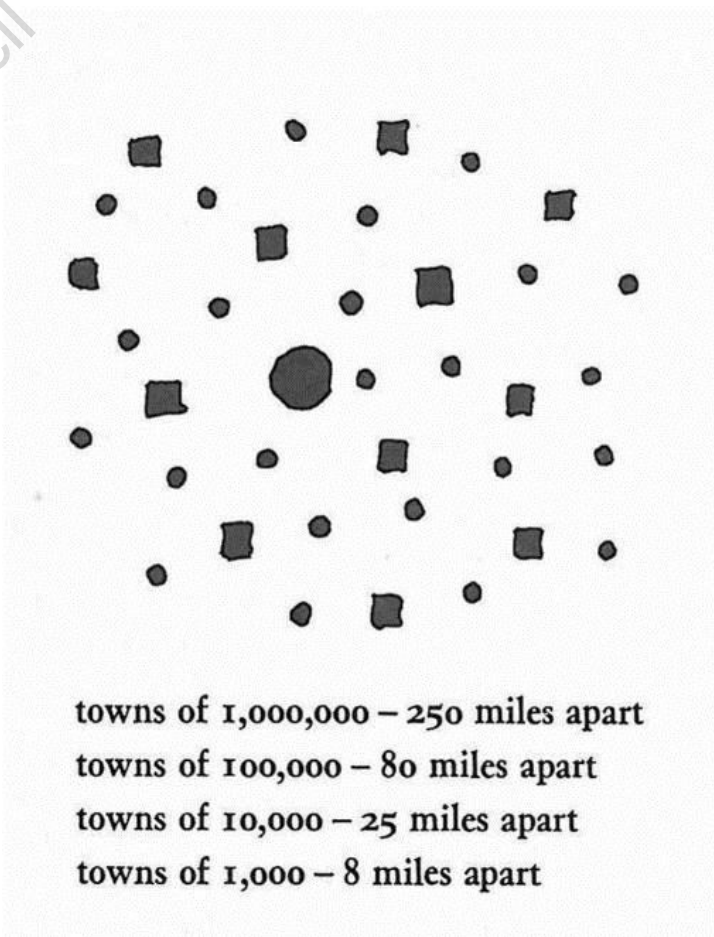 towns of 1,000,000 – 250 miles apart
towns of 100,000 – 80 miles apart
towns of 10,000 – 25 miles apart
towns of 1,000 – 8 miles apart